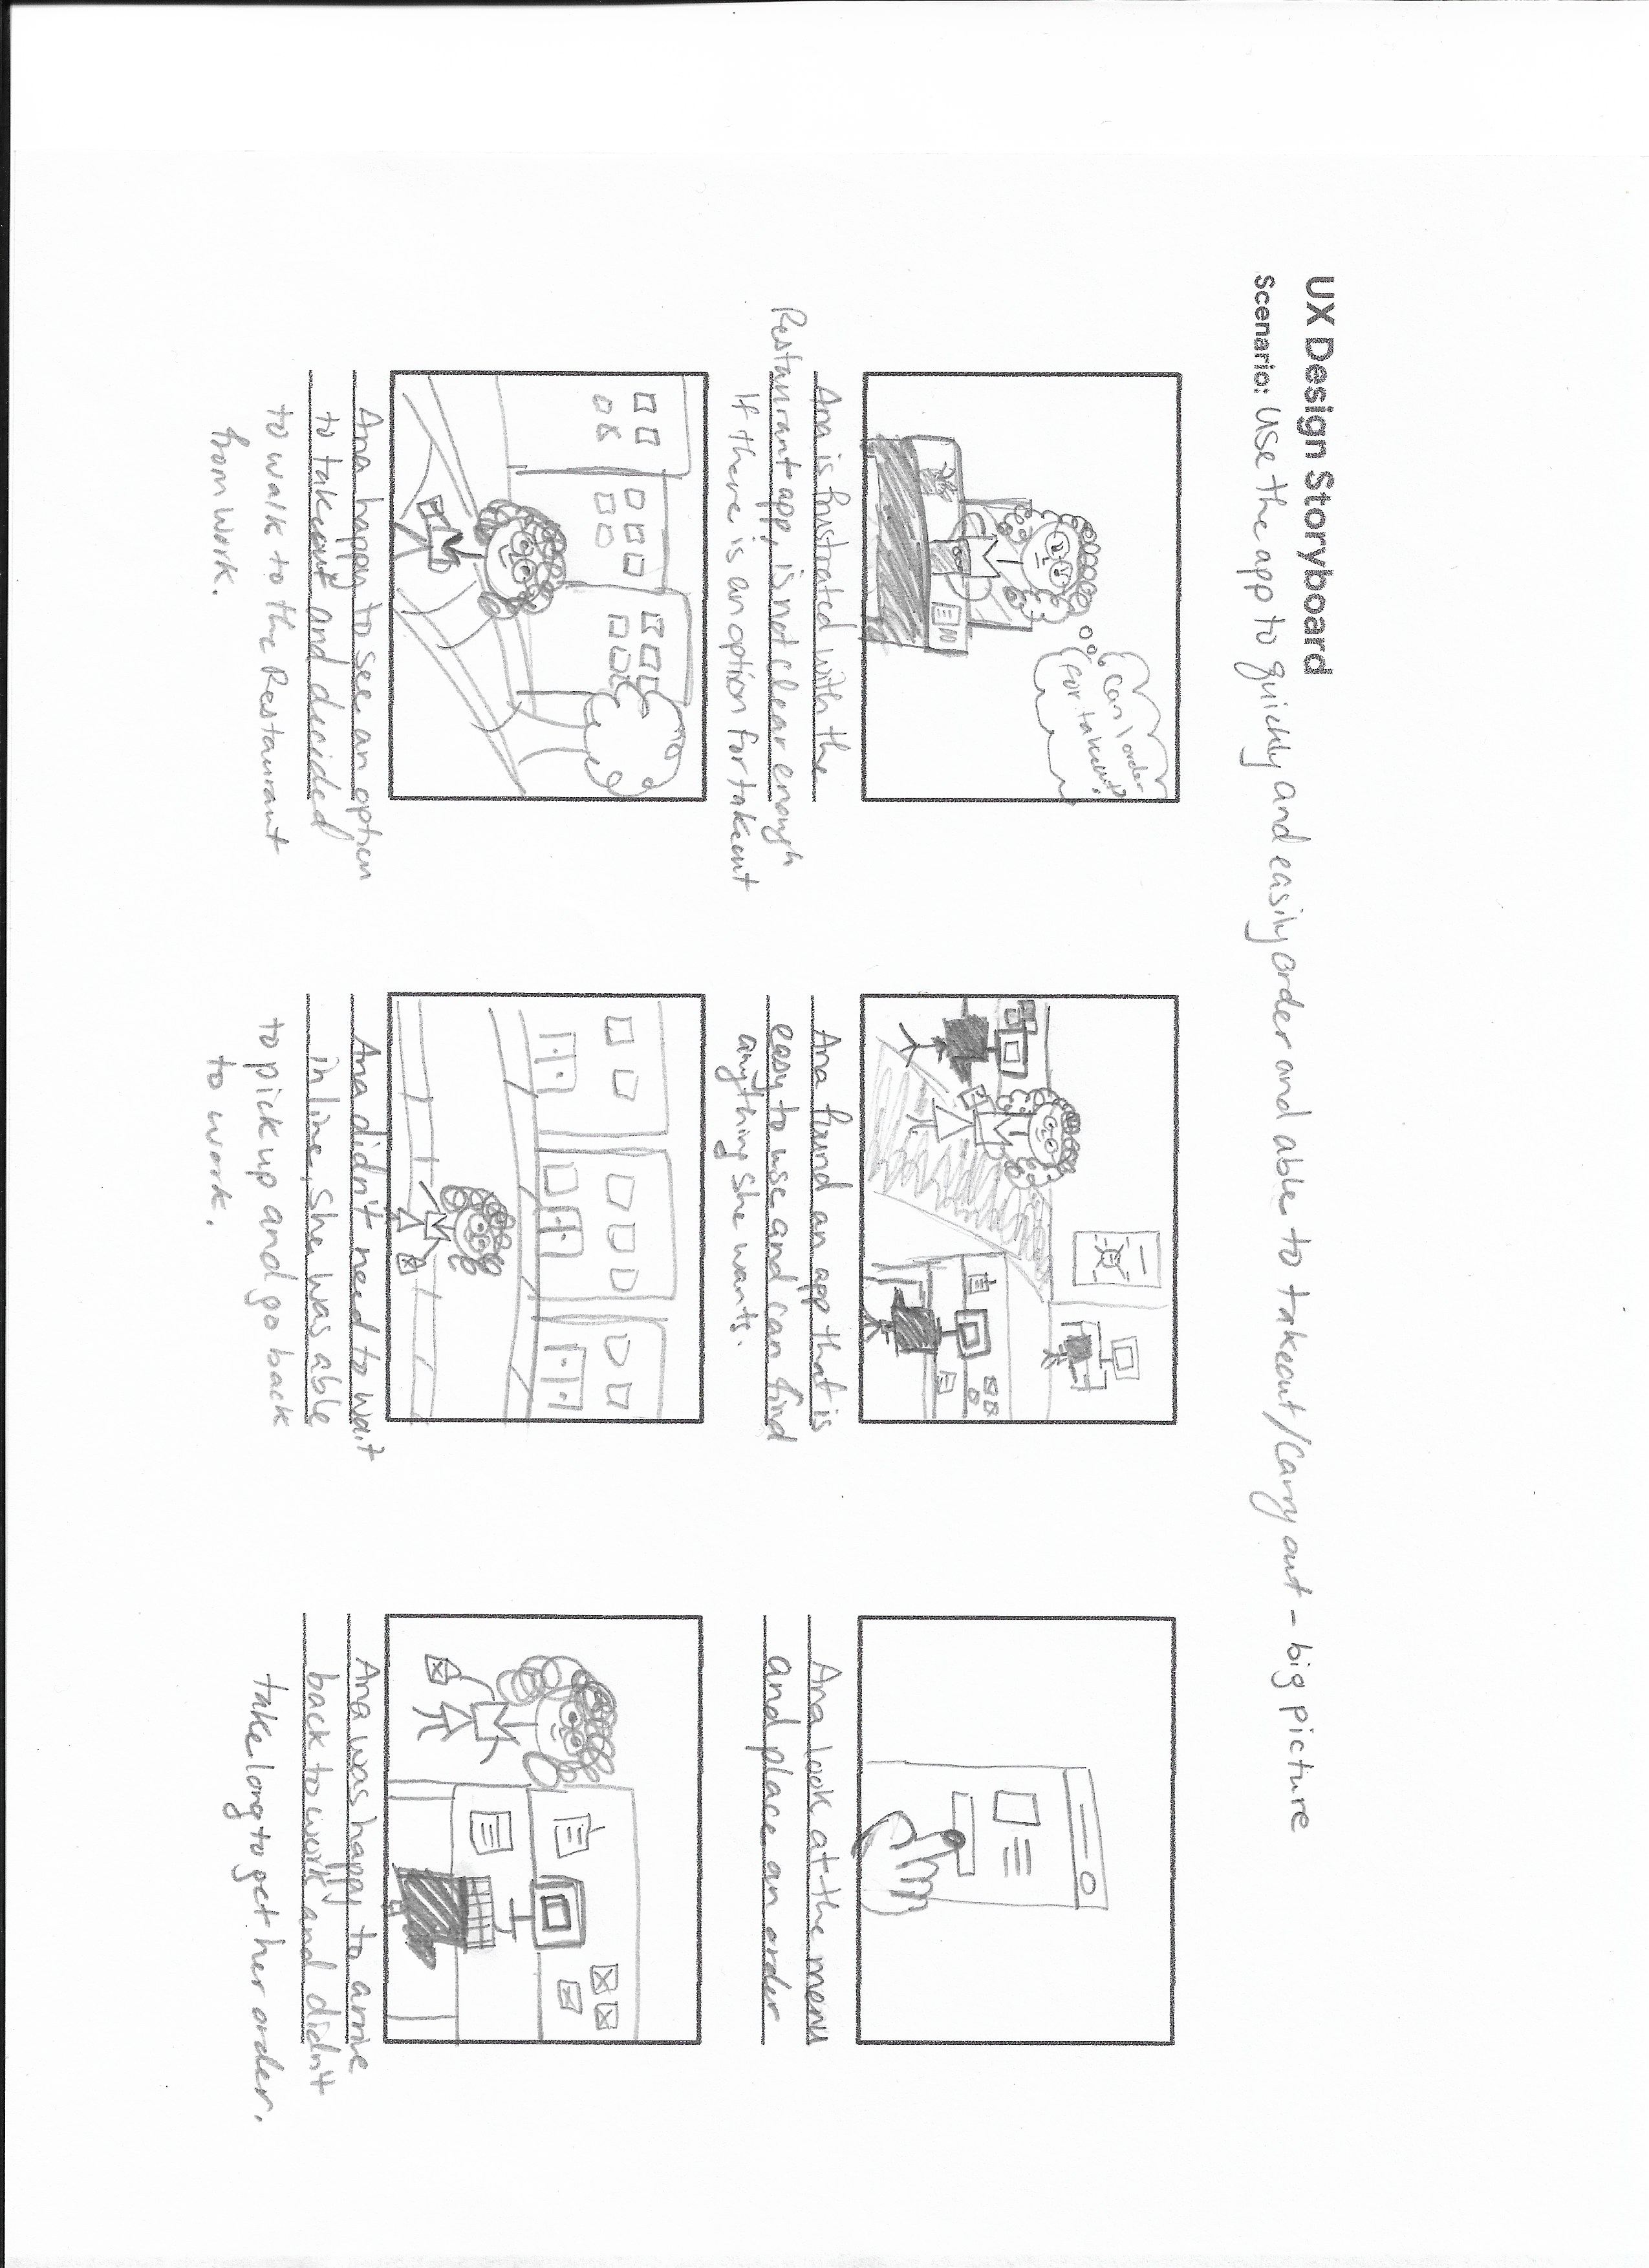 UX Design Storyboard
Scenario: Use the app to quickly and easily order and able to takeout/Carry out - big picture
Can I order
for takeout?
Ana is frustrated with the
Restaurant app, is not clear enough
If there is an option for takeout
Ana found an app that is
easy to use and can find
anything she wants.
Ana look at the menu
and place an order
Ana happy to see an option
to takeout and decided
to walk to the Restaurant
from work.
Ana didn't need to wait
in line, she was able
to pick up and go back
to work.
Ana was happy to arrive
back to work and didn't
take long to get her order.